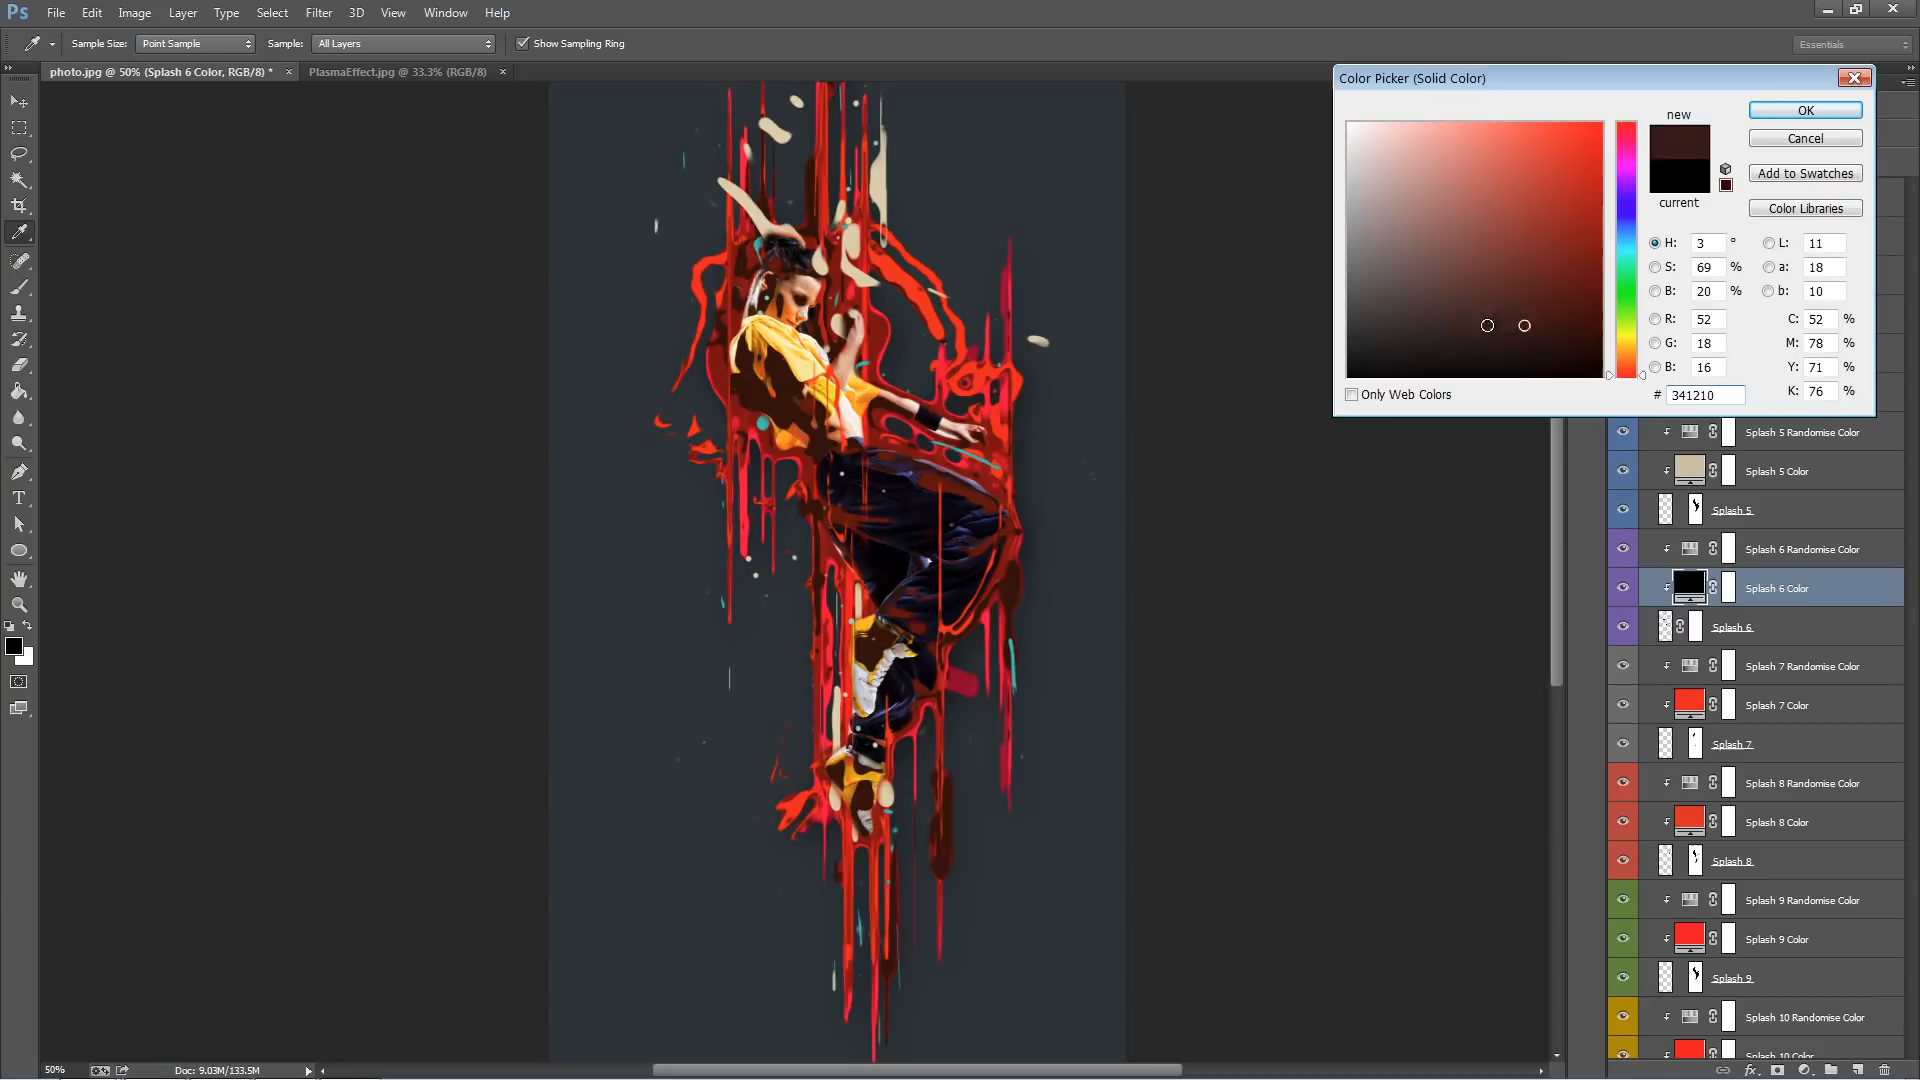 Ps File Edit Image Layer Type Select Filter 3D View Window Help
Sample Size: Point Sample Sample: All Layers Show Sampling Ring Essentials
photo.jpg @ 50% (Splash 6 Color, RGB/8) * × PlasmaEffect.jpg @ 33.3% (RGB/8) ×
Color Picker (Solid Color)
new
current
OK
Cancel
Add to Swatches
Color Libraries
H: 3 ° L: 11
S: 69 % a: 18
B: 20 % b: 10
R: 52 C: 52 %
G: 18 M: 78 %
B: 16 Y: 71 %
K: 76 %
Only Web Colors # 341210
Splash 5 Randomise Color
Splash 5 Color
Splash 5
Splash 6 Randomise Color
Splash 6 Color
Splash 6
Splash 7 Randomise Color
Splash 7 Color
Splash 7
Splash 8 Randomise Color
Splash 8 Color
Splash 8
Splash 9 Randomise Color
Splash 9 Color
Splash 9
Splash 10 Randomise Color
Splash 10 Color
50% Doc: 9.03M/133.5M
fx